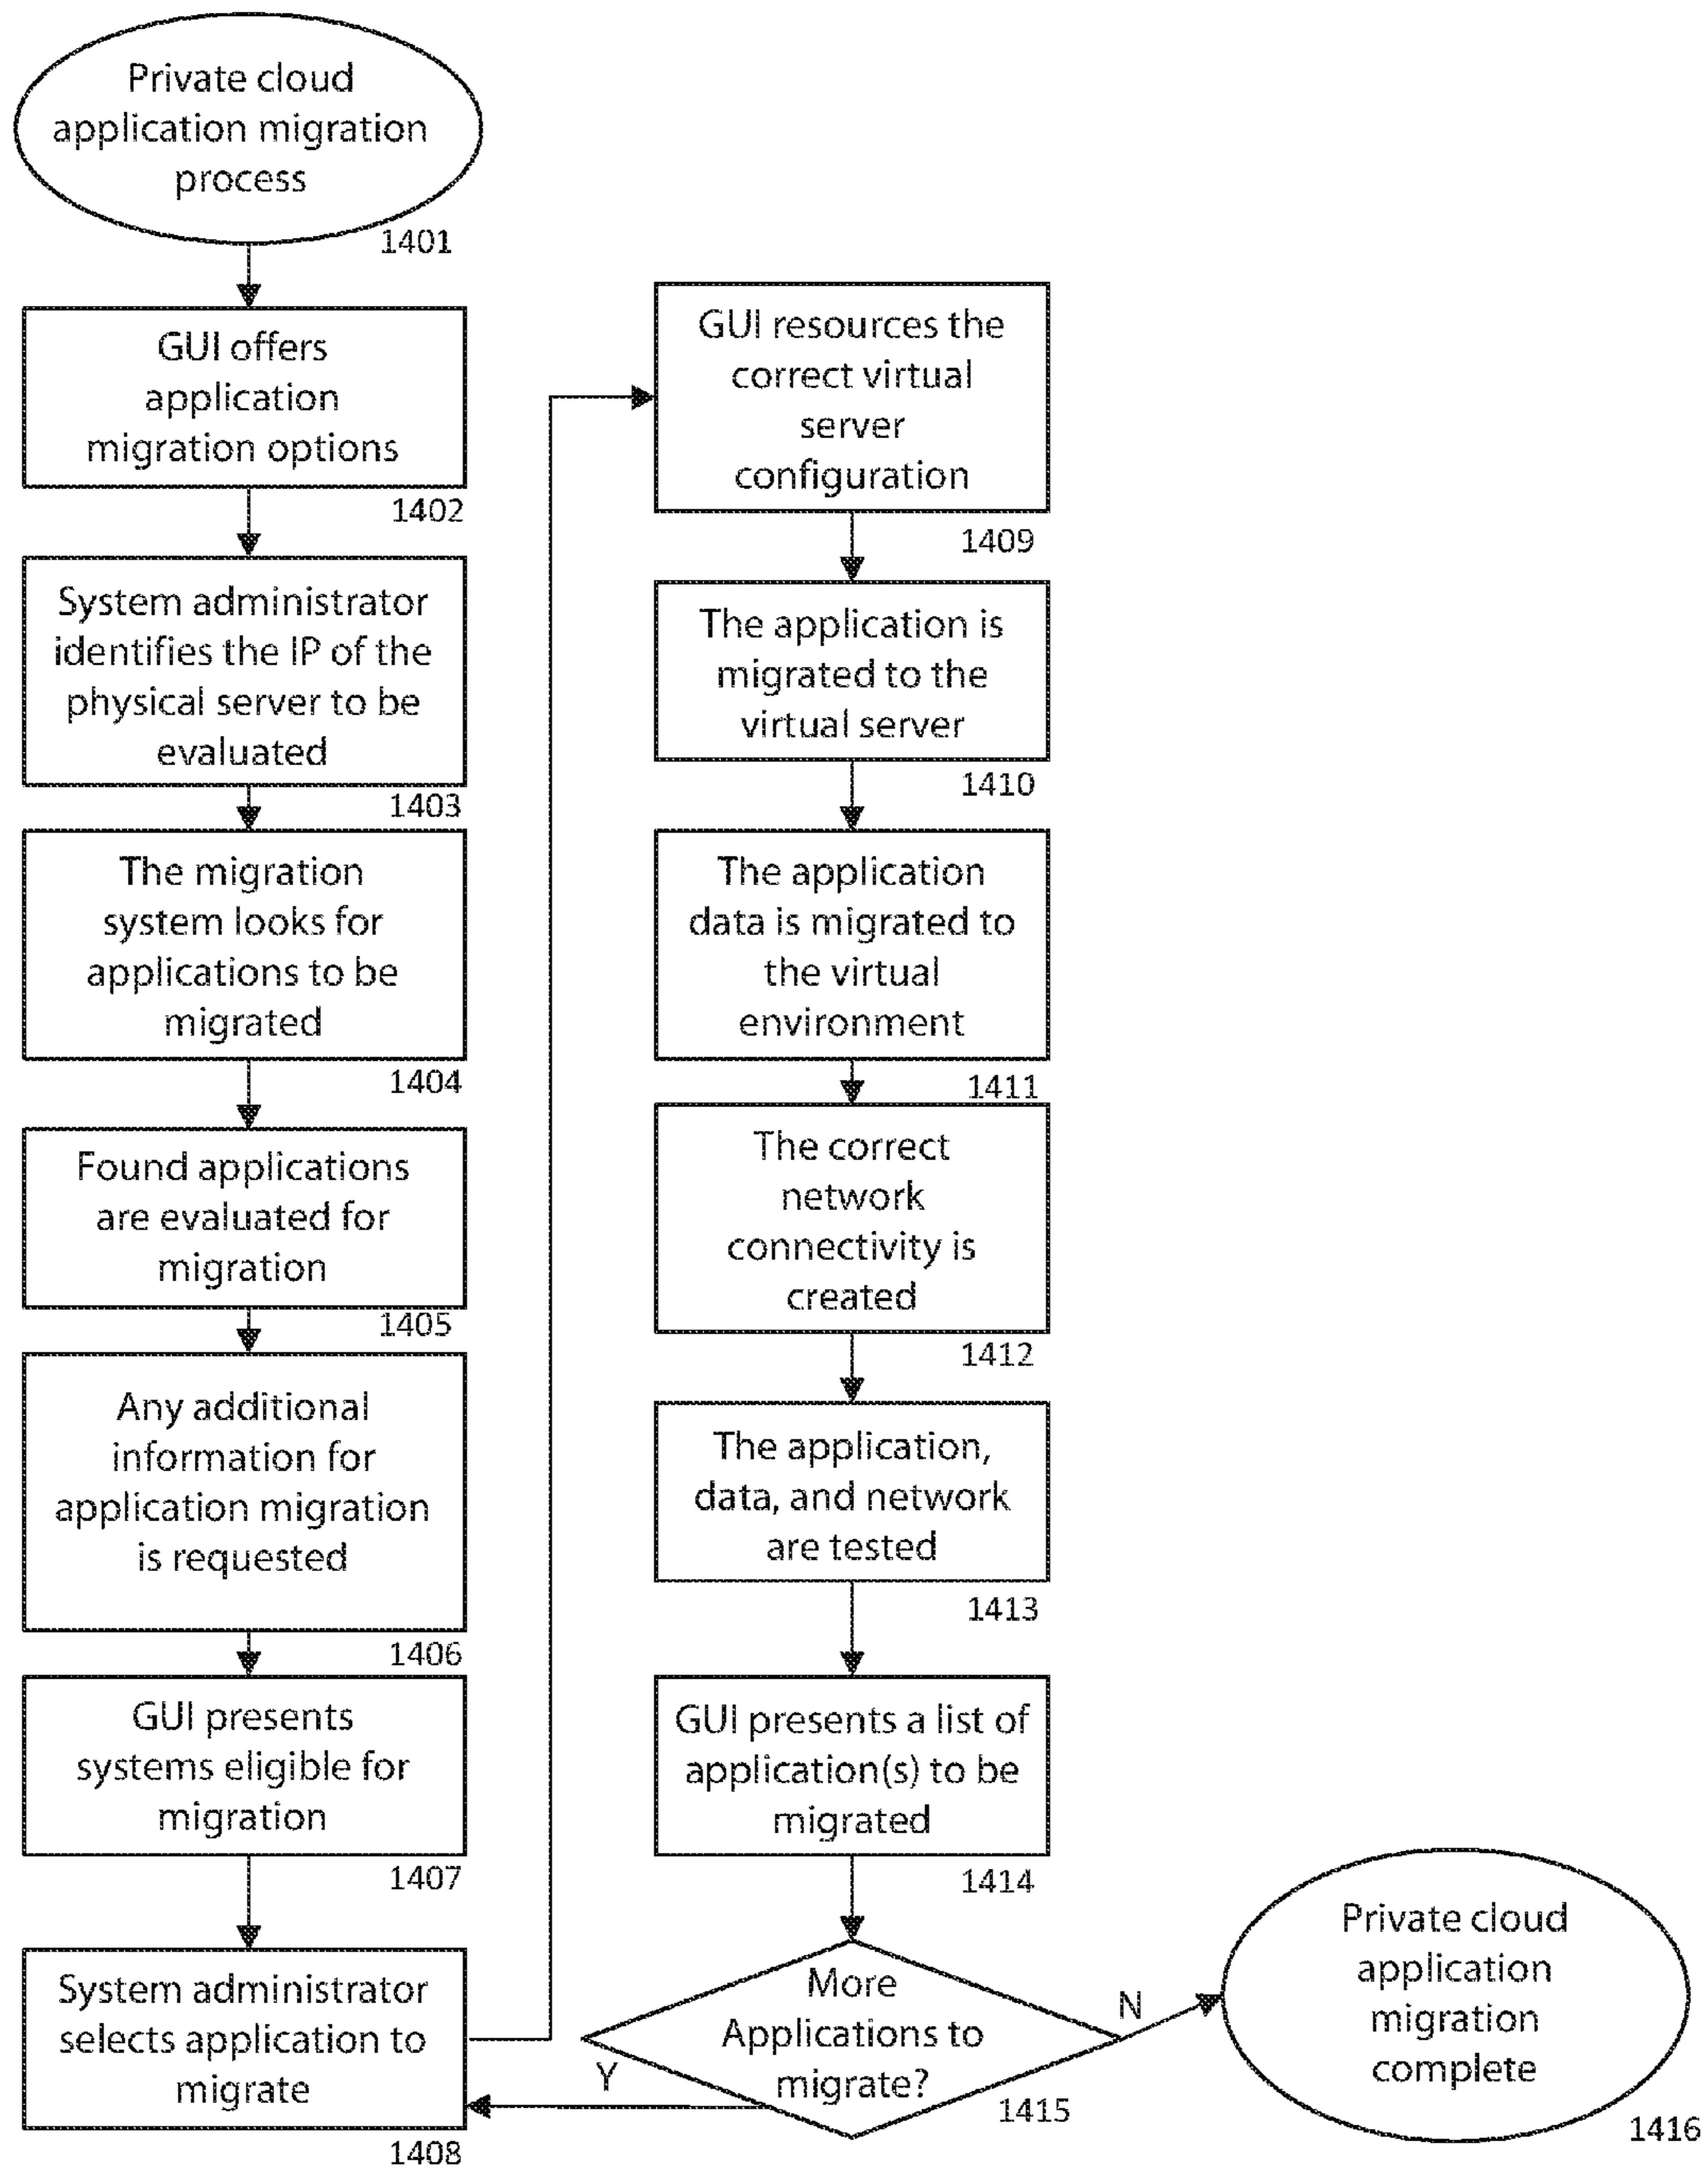 Private cloud
application migration
process
1401
GUI offers
application
migration options
1402
System administrator
identifies the IP of the
physical server to be
evaluated
1403
The migration
system looks for
applications to be
migrated
1404
Found applications
are evaluated for
migration
1405
Any additional
information for
application migration
is requested
1406
GUI presents
systems eligible for
migration
1407
System administrator
selects application to
migrate
1408
GUI resources the
correct virtual
server
configuration
1409
The application is
migrated to the
virtual server
1410
The application
data is migrated to
the virtual
environment
1411
The correct
network
connectivity is
created
1412
The application,
data, and network
are tested
1413
GUI presents a list of
application(s) to be
migrated
1414
More
Applications to
migrate?
Y
N
1415
Private cloud
application
migration
complete
1416